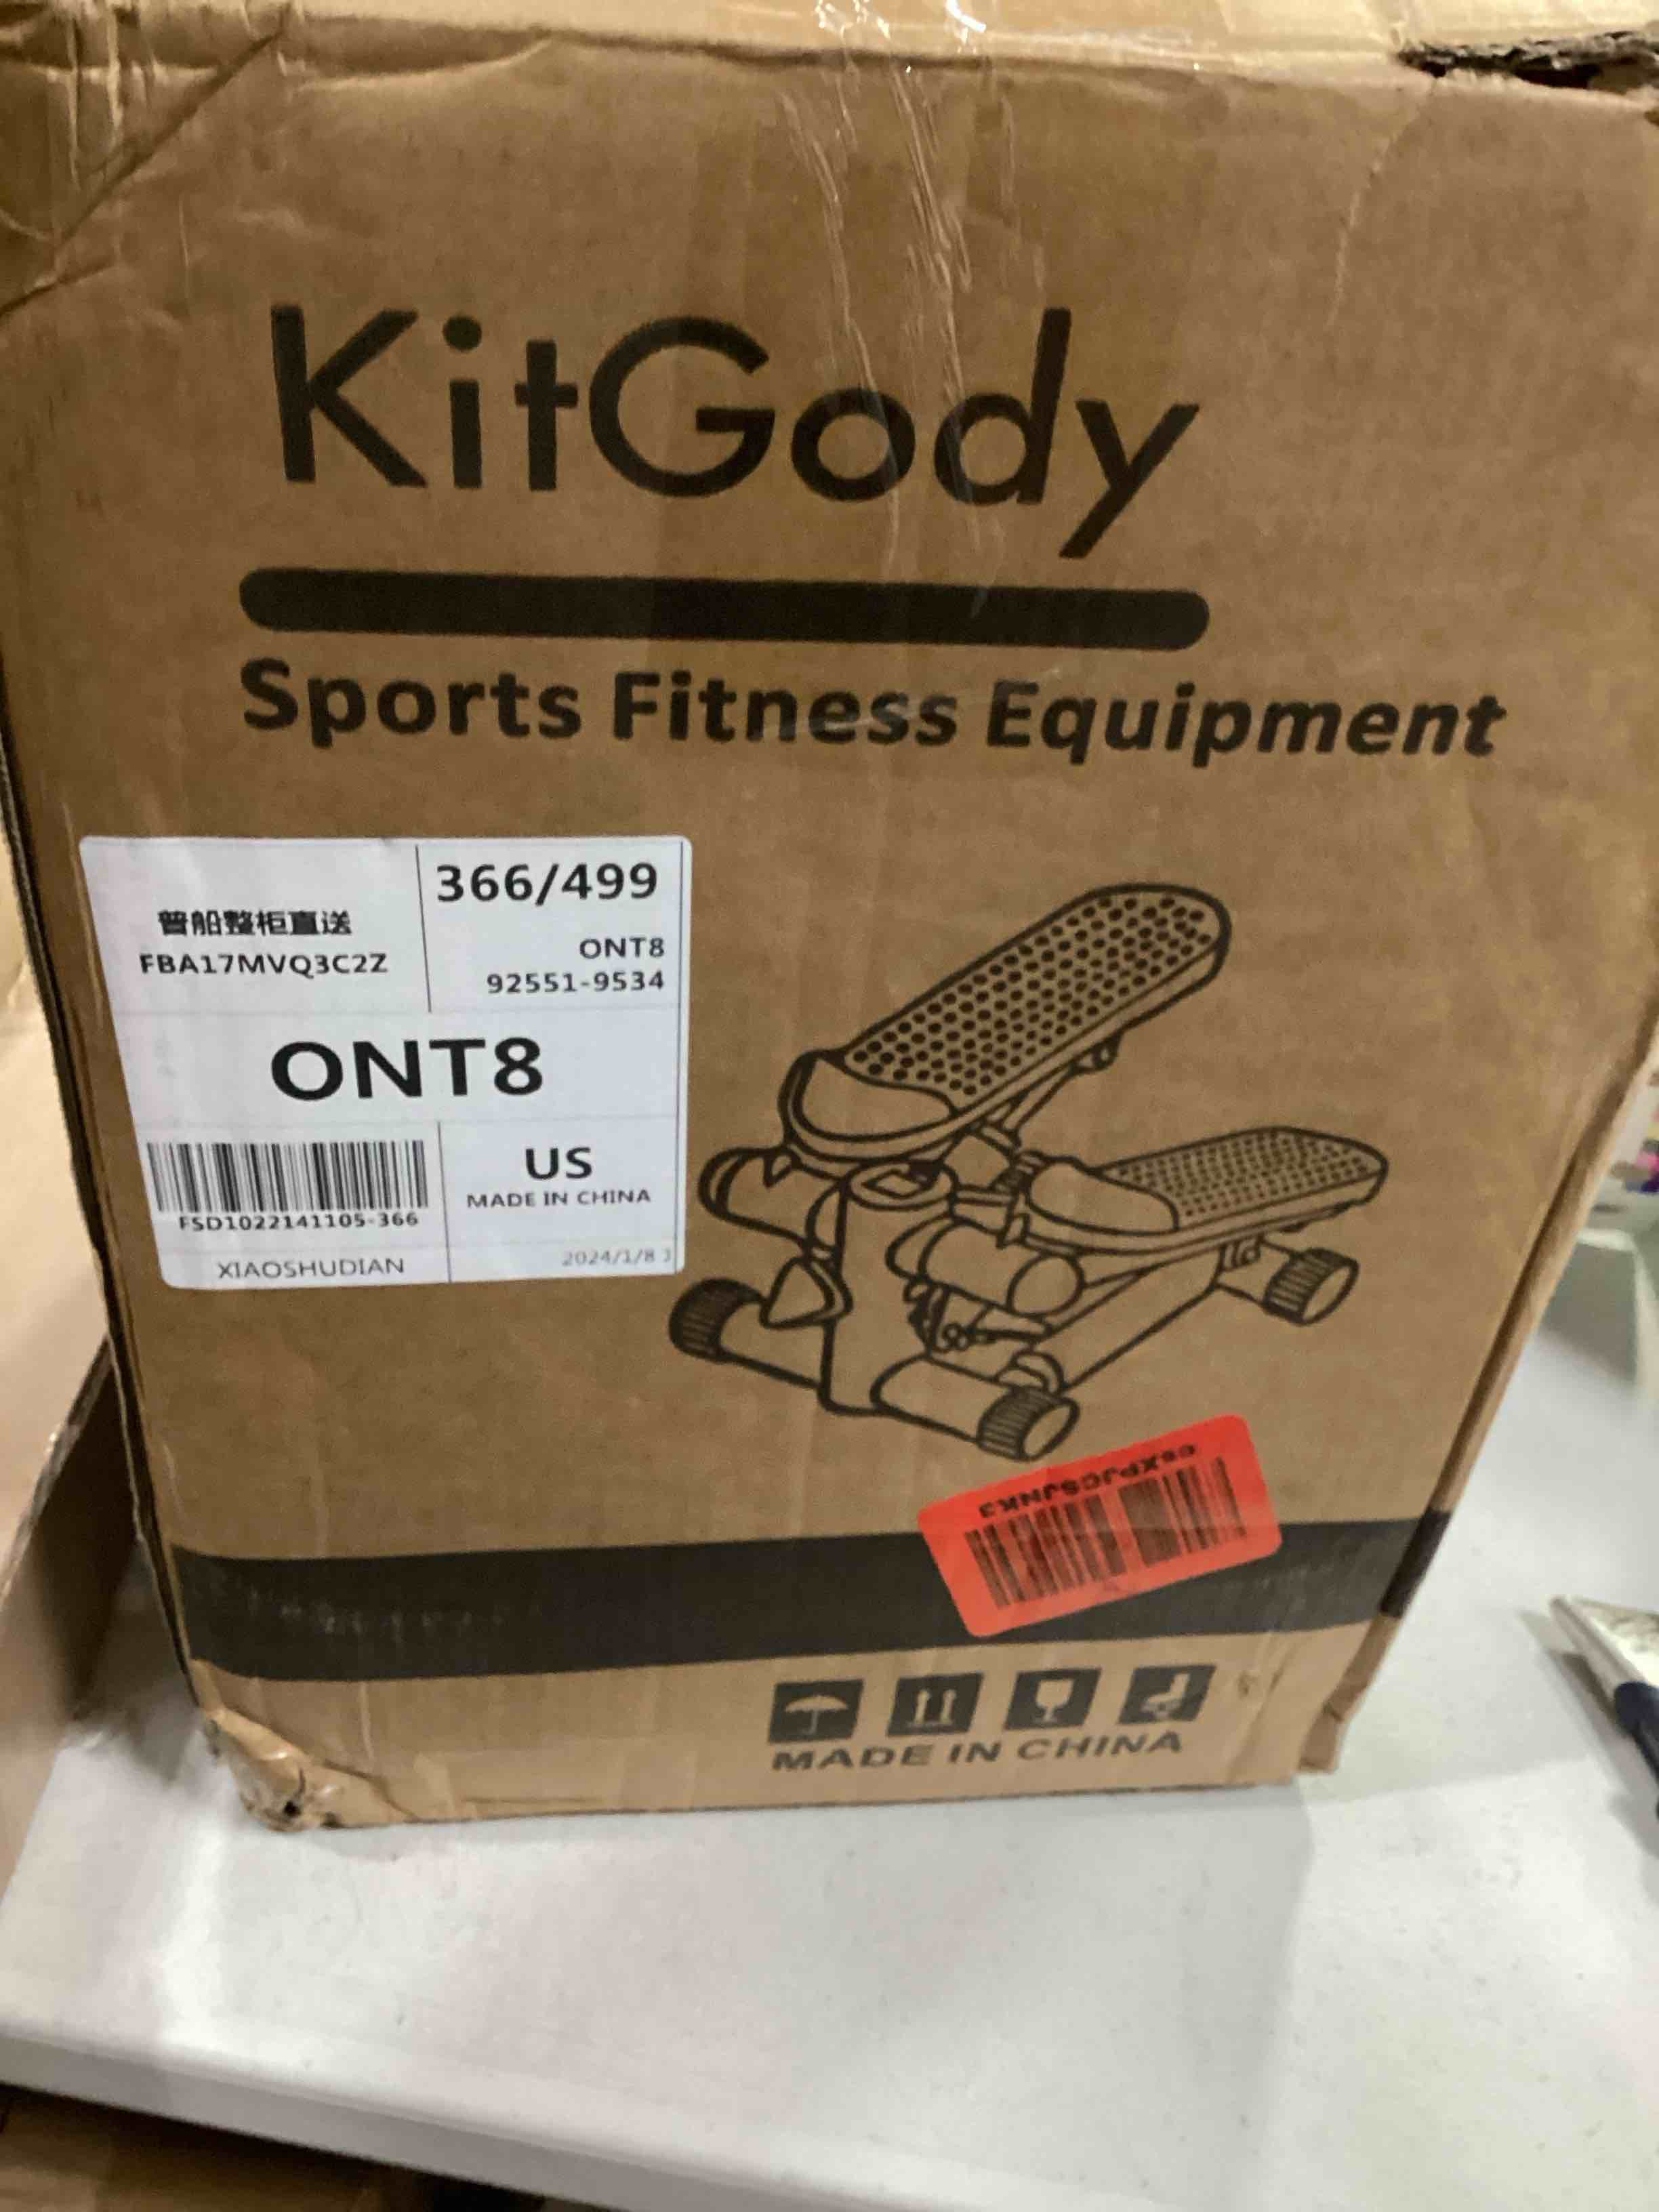 KitGody
Sports Fitness Equipment
普船整柜直送
FBA17MVQ3C2Z
366/499
ONT8
92551-9534
ONT8
FSD1022141105-366
US
MADE IN CHINA
XIAOSHUDIAN
2024/1/8
MADE IN CHINA